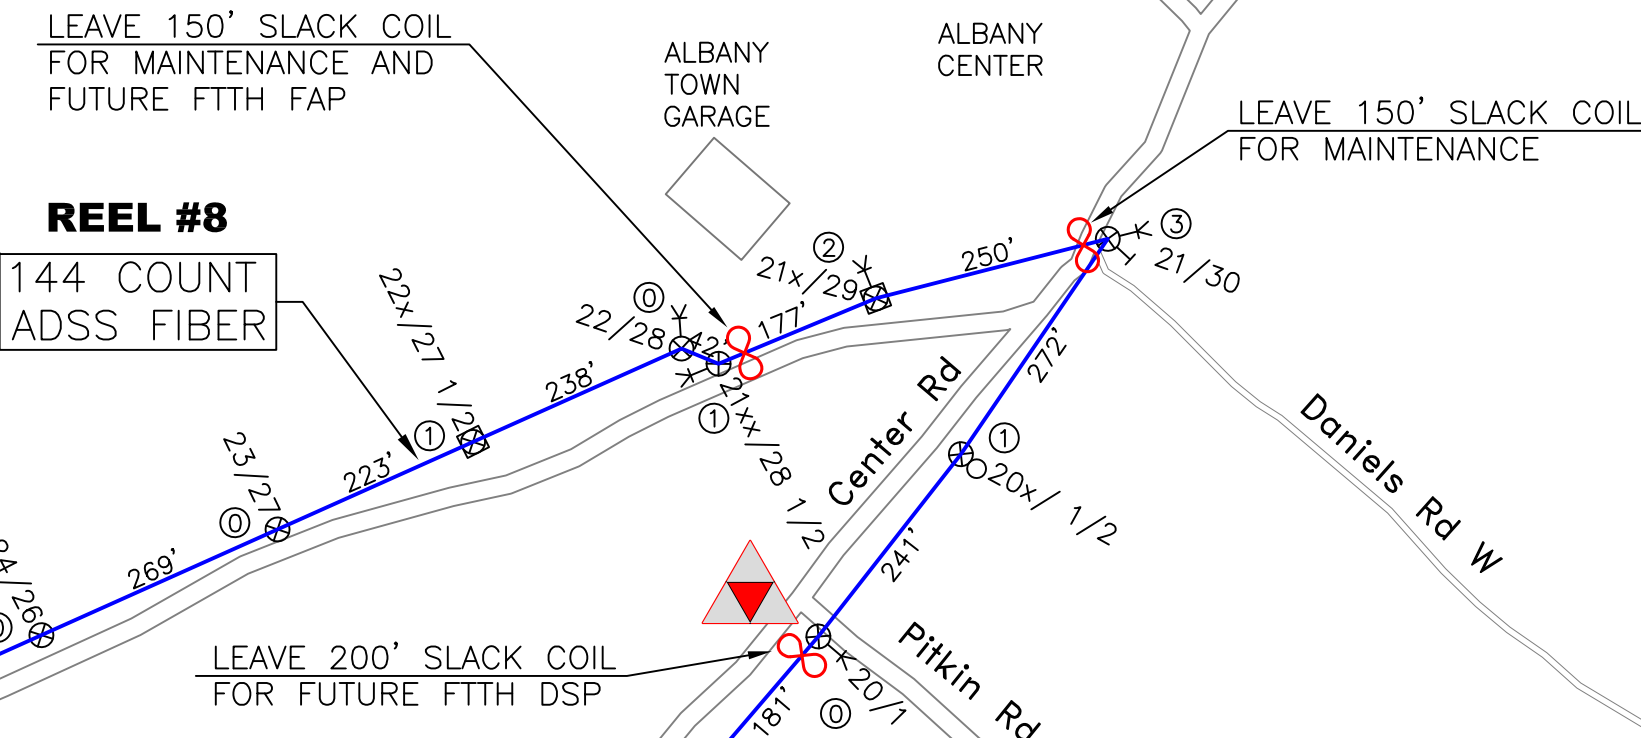 LEAVE 150' SLACK COIL
FOR MAINTENANCE AND
FUTURE FTTH FAP
ALBANY
TOWN
GARAGE
ALBANY
CENTER
LEAVE 150' SLACK COIL
FOR MAINTENANCE
REEL #8
144 COUNT
ADSS FIBER
3
21/30
2
21x/29
250'
0
22/28
42'
177'
22x/27 1/2
1
238'
21xx/28 1/2
1
272'
Center Rd
Daniels Rd W
23/27
0
223'
1
20x/ 1/2
269'
241'
24/26
0
LEAVE 200' SLACK COIL
FOR FUTURE FTTH DSP
Pitkin Rd
20/1
0
181'